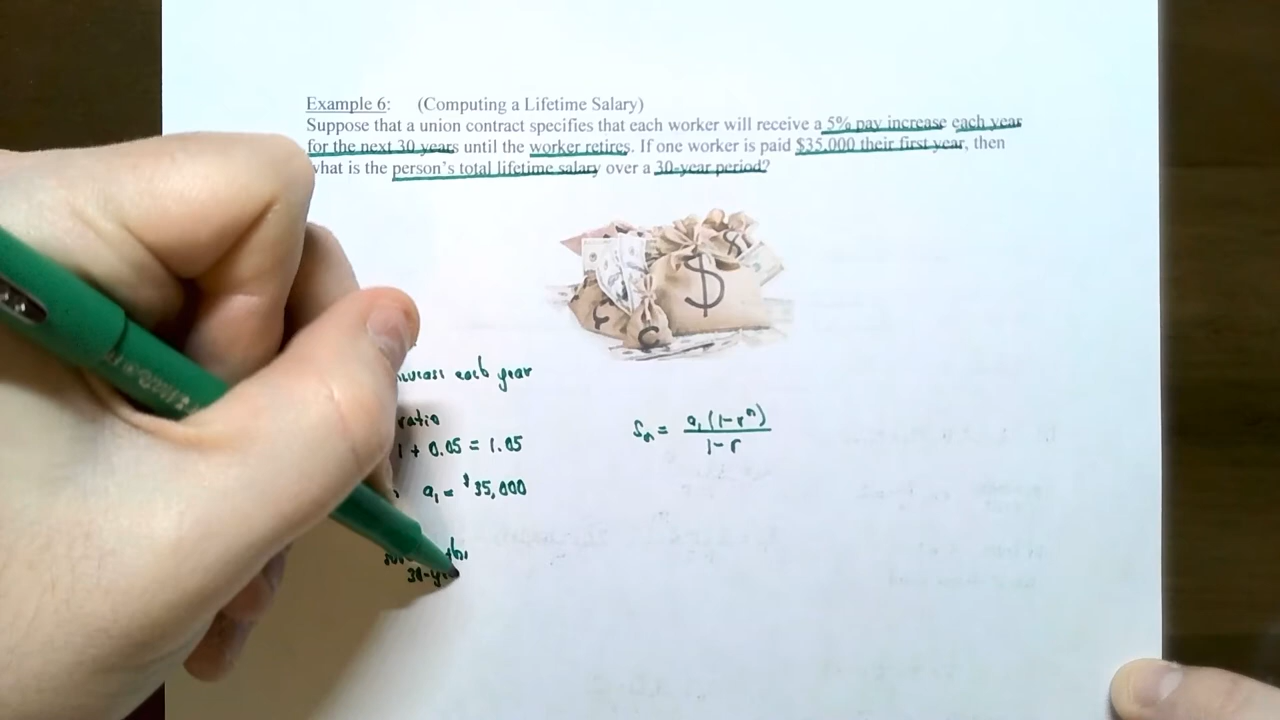 Example 6: (Computing a Lifetime Salary)
Suppose that a union contract specifies that each worker will receive a 5% pay increase each year
for the next 30 years until the worker retires. If one worker is paid $35,000 their first year, then
what is the person's total lifetime salary over a 30-year period?
$
each year
ratio
1 + 0.05 = 1.05
a₁ = $35,000
Sₙ = a₁(1-rⁿ)/1-r
30-y